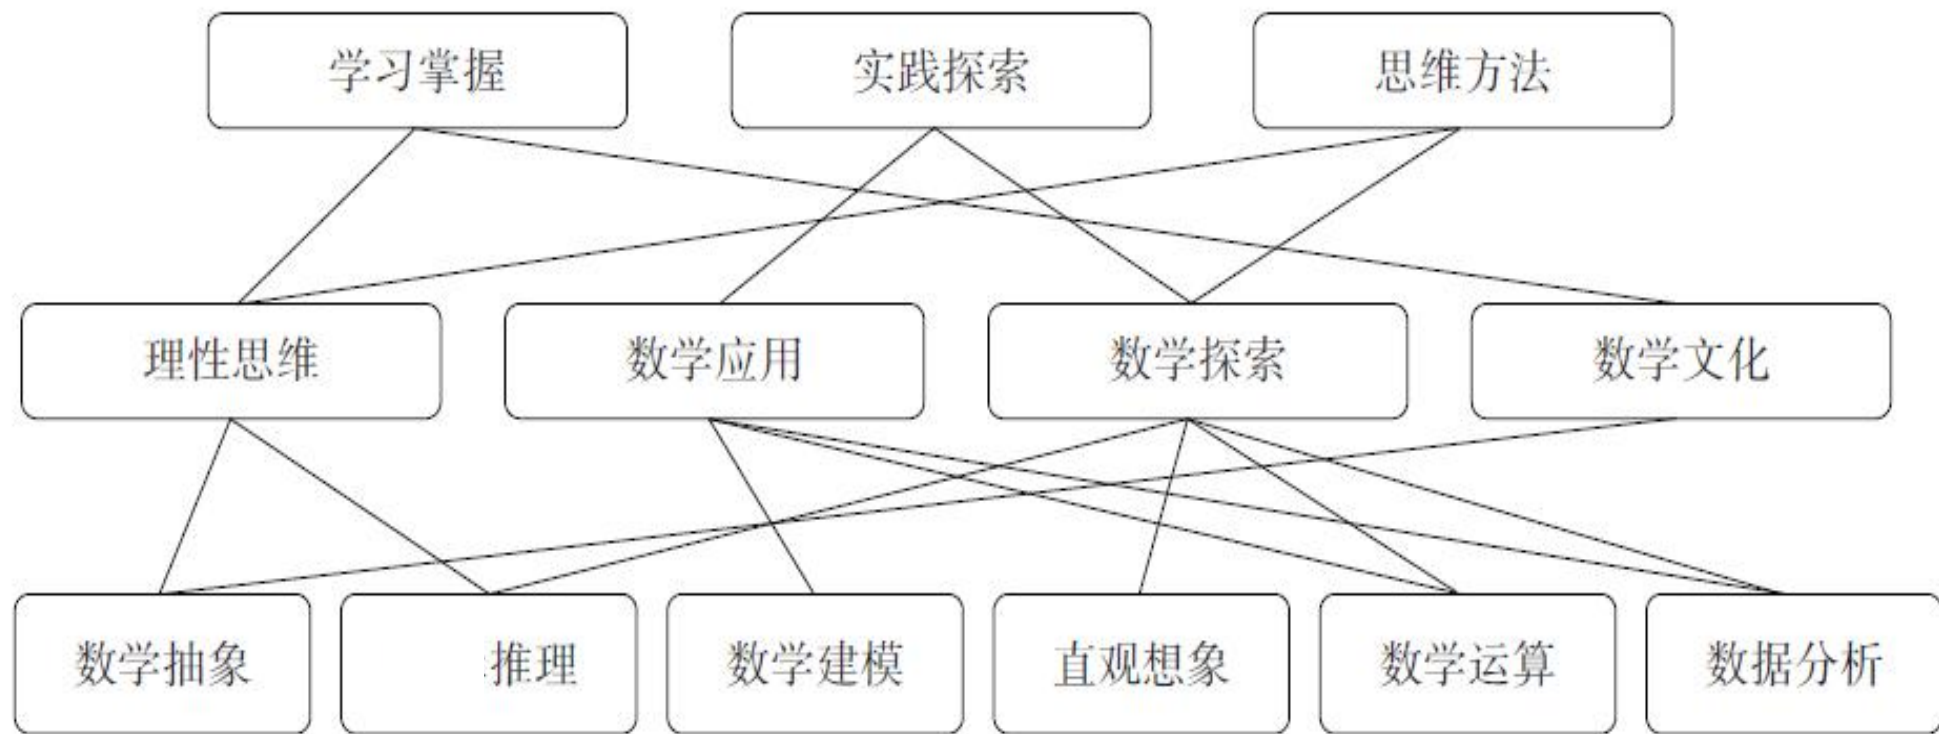 学习掌握 实践探索 思维方法
理性思维 数学应用 数学探索 数学文化
数学抽象 推理 数学建模 直观想象 数学运算 数据分析